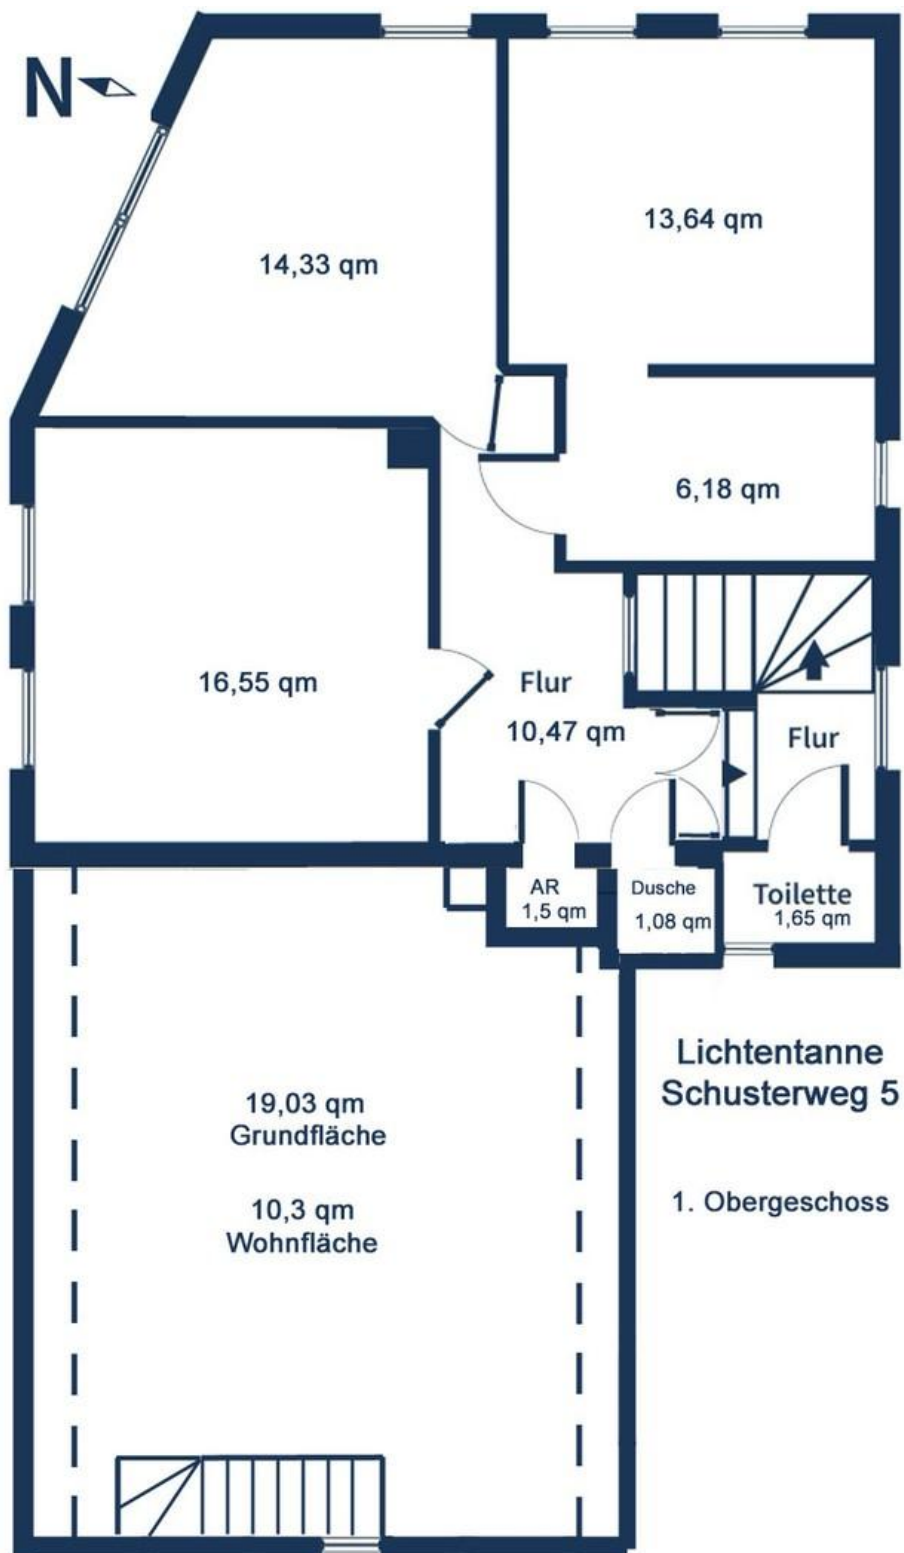 N
14,33 qm
13,64 qm
6,18 qm
16,55 qm
Flur
10,47 qm
Flur
AR
1,5 qm
Dusche
1,08 qm
Toilette
1,65 qm
19,03 qm
Grundfläche
10,3 qm
Wohnfläche
Lichtentanne
Schusterweg 5
1. Obergeschoss